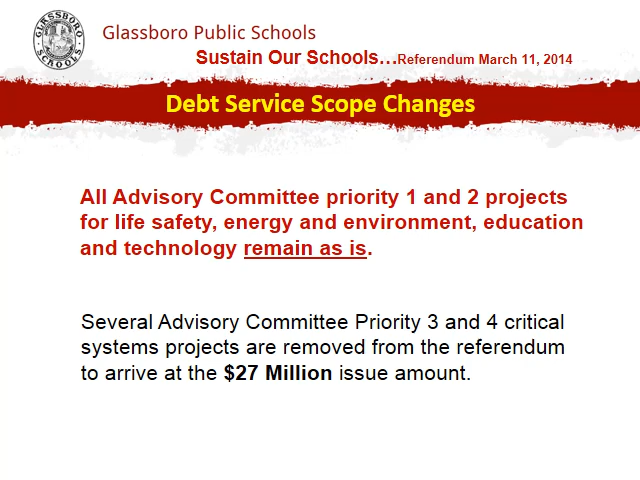 GLASSBORO
SCHOOLS
Glassboro Public Schools
Sustain Our Schools…Referendum March 11, 2014
Debt Service Scope Changes
All Advisory Committee priority 1 and 2 projects
for life safety, energy and environment, education
and technology remain as is.
Several Advisory Committee Priority 3 and 4 critical
systems projects are removed from the referendum
to arrive at the $27 Million issue amount.